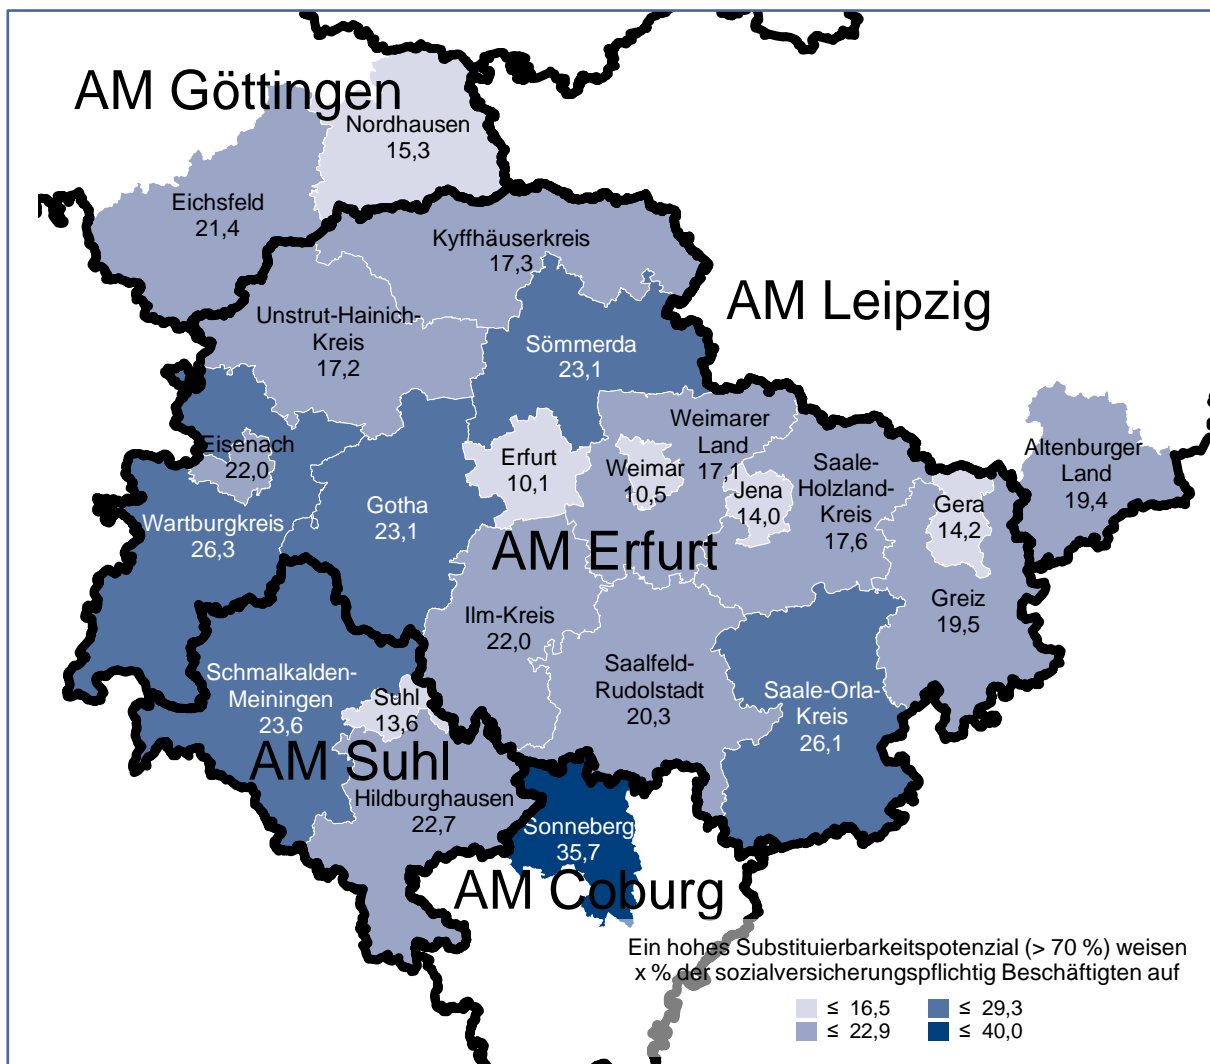 AM Göttingen
Nordhausen
15,3
Eichsfeld
21,4
Kyffhäuserkreis
17,3
AM Leipzig
Unstrut-Hainich-
Kreis
17,2
Sömmerda
23,1
Weimarer
Land
17,1
Eisenach
22,0
Erfurt
10,1
Weimar
10,5
Jena
14,0
Saale-
Holzland-
Kreis
17,6
Gera
14,2
Altenburger
Land
19,4
Wartburgkreis
26,3
Gotha
23,1
AM Erfurt
Ilm-Kreis
22,0
Greiz
19,5
Schmalkalden-
Meiningen
23,6
Suhl
13,6
Saalfeld-
Rudolstadt
20,3
Saale-Orla-
Kreis
26,1
AM Suhl
Hildburghausen
22,7
Sonneberg
35,7
AM Coburg
Ein hohes Substituierbarkeitspotenzial (> 70 %) weisen
x % der sozialversicherungspflichtig Beschäftigten auf
≤ 16,5
≤ 22,9
≤ 29,3
≤ 40,0